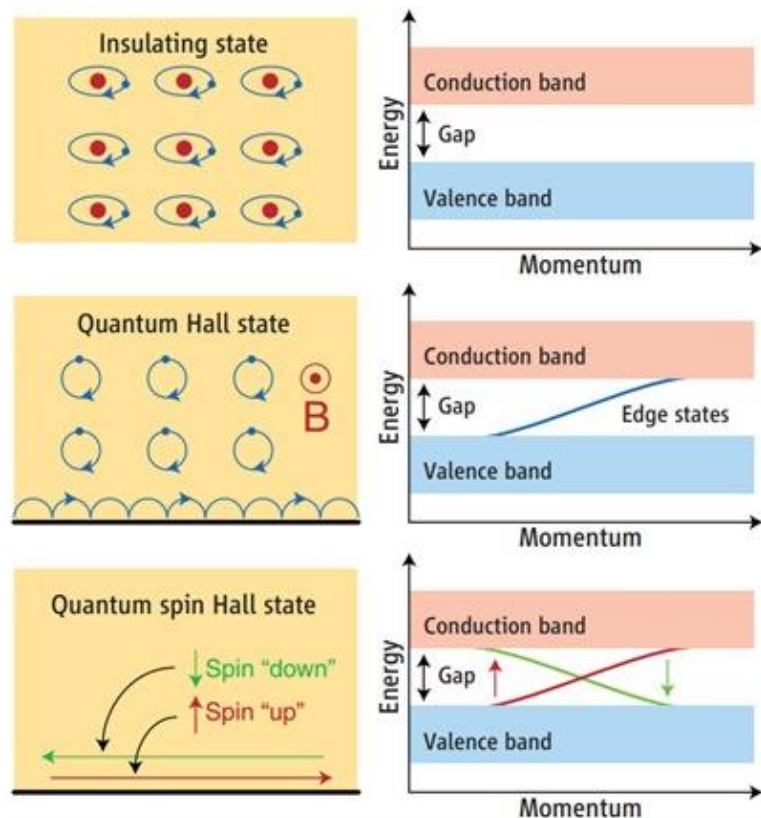 Insulating state
Energy
Conduction band
Gap
Valence band
Momentum
Quantum Hall state
B
Energy
Conduction band
Gap
Edge states
Valence band
Momentum
Quantum spin Hall state
Spin “down”
Spin “up”
Energy
Conduction band
Gap
Valence band
Momentum